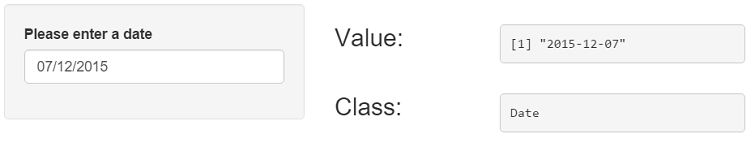 Please enter a date
07/12/2015
Value:
[1] "2015-12-07"
Class:
Date